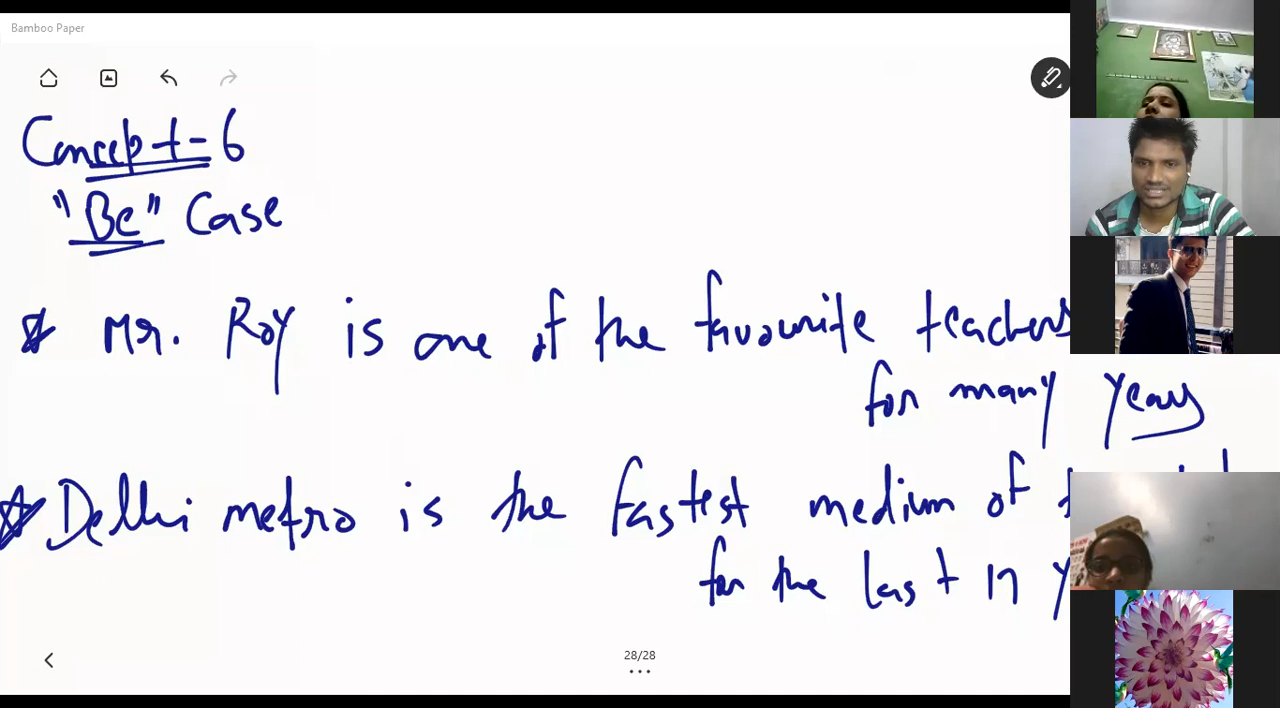 Bamboo Paper
Concept-6
"Be" Case
Mr. Roy is one of the favourite teachers
for many years
Delhi metro is the fastest medium of
for the last 17
28/28